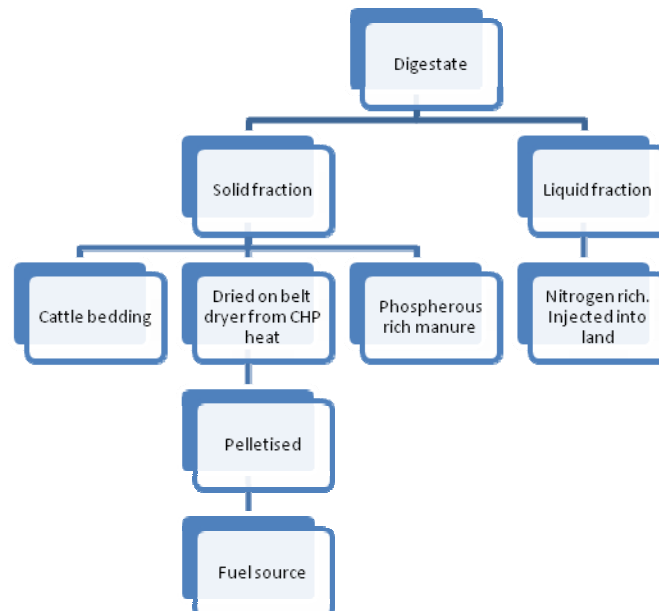 Digestate
Solid fraction
Liquid fraction
Cattle bedding
Dried on belt
dryer from CHP
heat
Phospherous
rich manure
Nitrogen rich.
Injected into
land
Pelletised
Fuel source